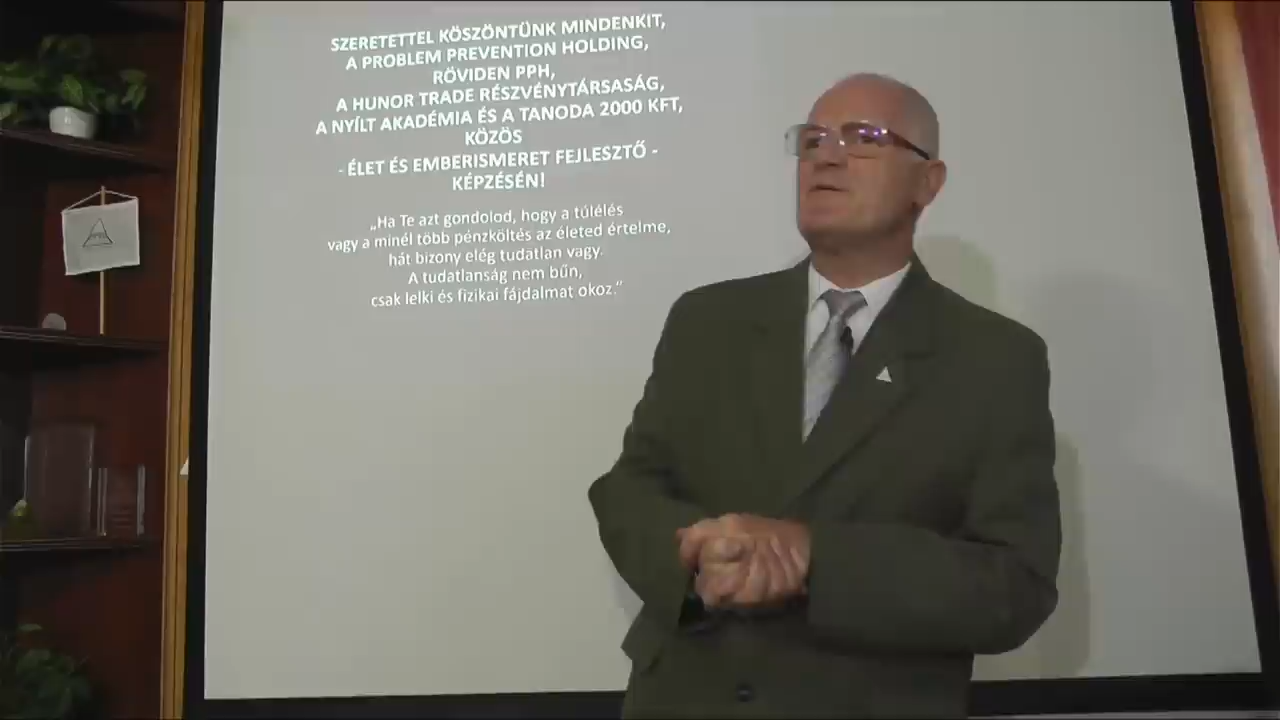 SZERETETTEL KÖSZÖNTÜNK MINDENKIT,
A PROBLEM PREVENTION HOLDING,
RÖVIDEN PPH,
A HUNOR TRADE RÉSZVÉNYTÁRSASÁG,
A NYÍLT AKADÉMIA ÉS A TANODA 2000 KFT,
KÖZÖS
- ÉLET ÉS EMBERISMERET FEJLESZTŐ -
KÉPZÉSÉN!
„Ha Te azt gondolod, hogy a túlélés
vagy a minél több pénzköltés az életed értelme,
hát bizony elég tudatlan vagy.
A tudatlanság nem bűn,
csak lelki és fizikai fájdalmat okoz.”